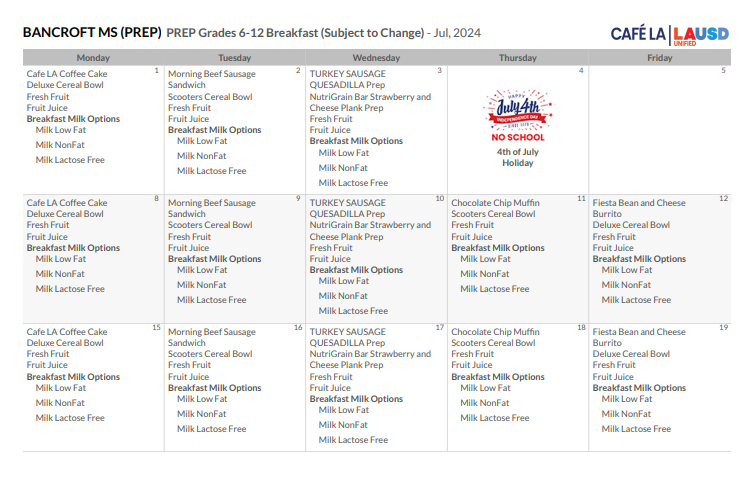 BANCROFT MS (PREP) PREP Grades 6-12 Breakfast (Subject to Change) - Jul, 2024
CAFÉ LA LAUSD
UNIFIED
Monday Tuesday Wednesday Thursday Friday
1
Cafe LA Coffee Cake
Deluxe Cereal Bowl
Fresh Fruit
Fruit Juice
Breakfast Milk Options
Milk Low Fat
Milk NonFat
Milk Lactose Free
2
Morning Beef Sausage
Sandwich
Scooters Cereal Bowl
Fresh Fruit
Fruit Juice
Breakfast Milk Options
Milk Low Fat
Milk NonFat
Milk Lactose Free
3
TURKEY SAUSAGE
QUESADILLA Prep
NutriGrain Bar Strawberry and
Cheese Plank Prep
Fresh Fruit
Fruit Juice
Breakfast Milk Options
Milk Low Fat
Milk NonFat
Milk Lactose Free
4
HAPPY
July 4th
INDEPENDENCE DAY
SINCE 1776
NO SCHOOL
4th of July
Holiday
5
8
Cafe LA Coffee Cake
Deluxe Cereal Bowl
Fresh Fruit
Fruit Juice
Breakfast Milk Options
Milk Low Fat
Milk NonFat
Milk Lactose Free
9
Morning Beef Sausage
Sandwich
Scooters Cereal Bowl
Fresh Fruit
Fruit Juice
Breakfast Milk Options
Milk Low Fat
Milk NonFat
Milk Lactose Free
10
TURKEY SAUSAGE
QUESADILLA Prep
NutriGrain Bar Strawberry and
Cheese Plank Prep
Fresh Fruit
Fruit Juice
Breakfast Milk Options
Milk Low Fat
Milk NonFat
Milk Lactose Free
11
Chocolate Chip Muffin
Scooters Cereal Bowl
Fresh Fruit
Fruit Juice
Breakfast Milk Options
Milk Low Fat
Milk NonFat
Milk Lactose Free
12
Fiesta Bean and Cheese
Burrito
Deluxe Cereal Bowl
Fresh Fruit
Fruit Juice
Breakfast Milk Options
Milk Low Fat
Milk NonFat
Milk Lactose Free
15
Cafe LA Coffee Cake
Deluxe Cereal Bowl
Fresh Fruit
Fruit Juice
Breakfast Milk Options
Milk Low Fat
Milk NonFat
Milk Lactose Free
16
Morning Beef Sausage
Sandwich
Scooters Cereal Bowl
Fresh Fruit
Fruit Juice
Breakfast Milk Options
Milk Low Fat
Milk NonFat
Milk Lactose Free
17
TURKEY SAUSAGE
QUESADILLA Prep
NutriGrain Bar Strawberry and
Cheese Plank Prep
Fresh Fruit
Fruit Juice
Breakfast Milk Options
Milk Low Fat
Milk NonFat
Milk Lactose Free
18
Chocolate Chip Muffin
Scooters Cereal Bowl
Fresh Fruit
Fruit Juice
Breakfast Milk Options
Milk Low Fat
Milk NonFat
Milk Lactose Free
19
Fiesta Bean and Cheese
Burrito
Deluxe Cereal Bowl
Fresh Fruit
Fruit Juice
Breakfast Milk Options
Milk Low Fat
Milk NonFat
Milk Lactose Free